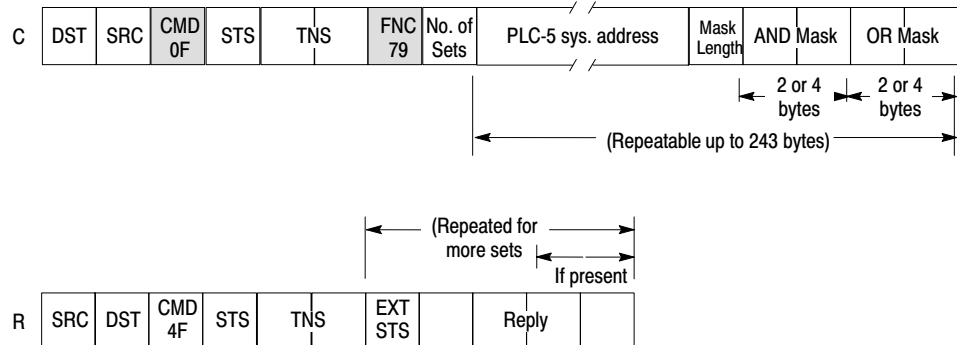 C DST SRC CMD 0F STS TNS FNC 79 No. of Sets PLC-5 sys. address Mask Length AND Mask OR Mask
2 or 4 bytes 2 or 4 bytes
(Repeatable up to 243 bytes)
(Repeated for more sets
If present
R SRC DST CMD 4F STS TNS EXT STS Reply